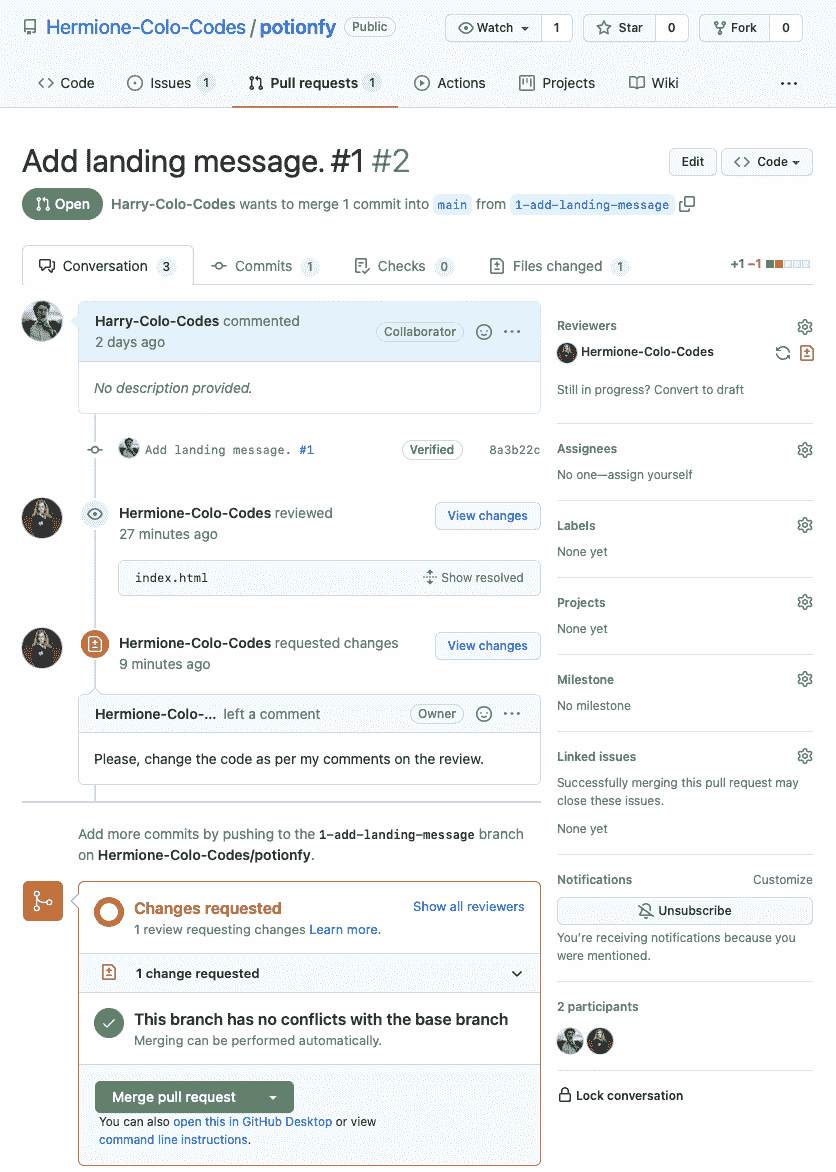 Hermione-Colo-Codes / potionfy Public
Watch 1 Star 0 Fork 0
Code Issues 1 Pull requests 1 Actions Projects Wiki ...
Add landing message. #1 #2
Edit Code
Open Harry-Colo-Codes wants to merge 1 commit into main from 1-add-landing-message
Conversation 3 Commits 1 Checks 0 Files changed 1 +1 −1
Harry-Colo-Codes commented
2 days ago
Collaborator ...
No description provided.
Add landing message. #1 Verified 8a3b22c
Hermione-Colo-Codes reviewed
27 minutes ago
View changes
index.html Show resolved
Hermione-Colo-Codes requested changes
9 minutes ago
View changes
Hermione-Colo-... left a comment Owner ...
Please, change the code as per my comments on the review.
Add more commits by pushing to the 1-add-landing-message branch
on Hermione-Colo-Codes/potionfy.
Changes requested Show all reviewers
1 review requesting changes Learn more.
1 change requested
This branch has no conflicts with the base branch
Merging can be performed automatically.
Merge pull request
You can also open this in GitHub Desktop or view
command line instructions.
Reviewers
Hermione-Colo-Codes
Still in progress? Convert to draft
Assignees
No one—assign yourself
Labels
None yet
Projects
None yet
Milestone
No milestone
Linked issues
Successfully merging this pull request may
close these issues.
None yet
Notifications Customize
Unsubscribe
You're receiving notifications because you
were mentioned.
2 participants
Lock conversation